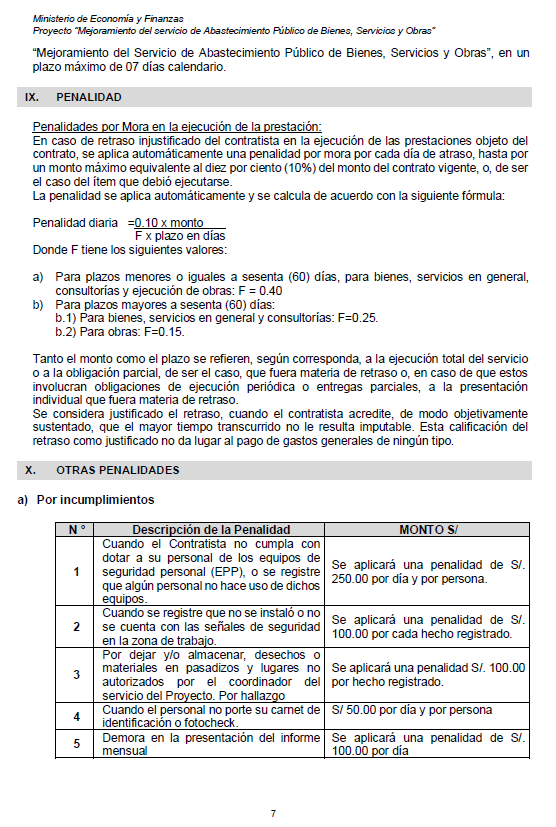 Ministerio de Economía y Finanzas
Proyecto "Mejoramiento del servicio de Abastecimiento Público de Bienes, Servicios y Obras"
"Mejoramiento del Servicio de Abastecimiento Público de Bienes, Servicios y Obras", en un
plazo máximo de 07 días calendario.
IX. PENALIDAD
Penalidades por Mora en la ejecución de la prestación:
En caso de retraso injustificado del contratista en la ejecución de las prestaciones objeto del
contrato, se aplica automáticamente una penalidad por mora por cada día de atraso, hasta por
un monto máximo equivalente al diez por ciento (10%) del monto del contrato vigente, o, de ser
el caso del ítem que debió ejecutarse.
La penalidad se aplica automáticamente y se calcula de acuerdo con la siguiente fórmula:
Penalidad diaria =0.10 x monto
F x plazo en días
Donde F tiene los siguientes valores:
a) Para plazos menores o iguales a sesenta (60) días, para bienes, servicios en general,
consultorías y ejecución de obras: F = 0.40
b) Para plazos mayores a sesenta (60) días:
b.1) Para bienes, servicios en general y consultorías: F=0.25.
b.2) Para obras: F=0.15.
Tanto el monto como el plazo se refieren, según corresponda, a la ejecución total del servicio
o a la obligación parcial, de ser el caso, que fuera materia de retraso o, en caso de que estos
involucran obligaciones de ejecución periódica o entregas parciales, a la presentación
individual que fuera materia de retraso.
Se considera justificado el retraso, cuando el contratista acredite, de modo objetivamente
sustentado, que el mayor tiempo transcurrido no le resulta imputable. Esta calificación del
retraso como justificado no da lugar al pago de gastos generales de ningún tipo.
X. OTRAS PENALIDADES
a) Por incumplimientos
N ° Descripción de la Penalidad MONTO S/
1
Cuando el Contratista no cumpla con
dotar a su personal de los equipos de
seguridad personal (EPP), o se registre
que algún personal no hace uso de dichos
equipos.
Se aplicará una penalidad de S/.
250.00 por día y por persona.
2
Cuando se registre que no se instaló o no
se cuenta con las señales de seguridad
en la zona de trabajo.
Se aplicará una penalidad de S/.
100.00 por cada hecho registrado.
3
Por dejar y/o almacenar, desechos o
materiales en pasadizos y lugares no
autorizados por el coordinador del
servicio del Proyecto. Por hallazgo
Se aplicará una penalidad S/. 100.00
por hecho registrado.
4
Cuando el personal no porte su carnet de
identificación o fotocheck.
S/ 50.00 por día y por persona
5
Demora en la presentación del informe
mensual
Se aplicará una penalidad de S/.
100.00 por día
7